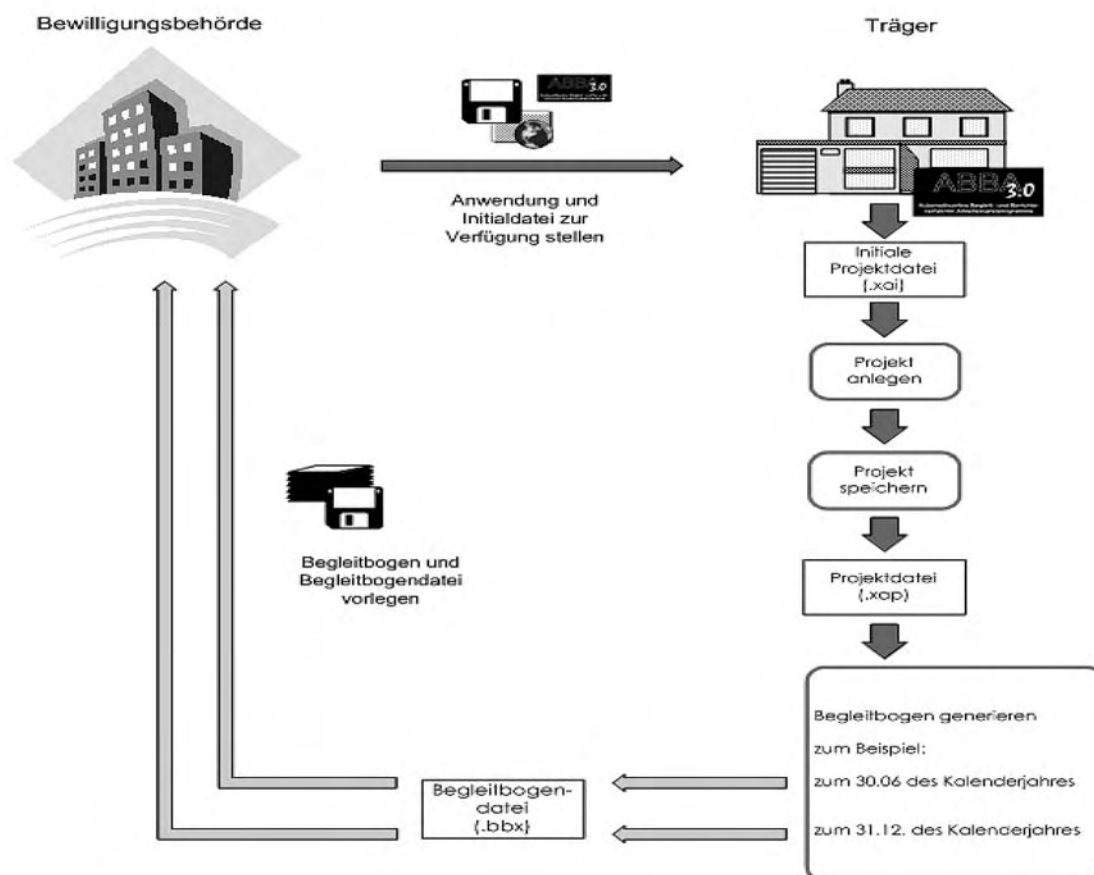 Bewilligungsbehörde
Träger
ABBA
3.0
Anwendung und
Initialdatei zur
Verfügung stellen
ABBA
3.0
Initiale
Projektdatei
(.xai)
Projekt
anlegen
Projekt
speichern
Projektdatei
(.xap)
Begleitbogen und
Begleitbogendatei
vorlegen
Begleitbogen generieren
zum Beispiel:
zum 30.06 des Kalenderjahres
zum 31.12. des Kalenderjahres
Begleitbogen-
datei
(.bbx)